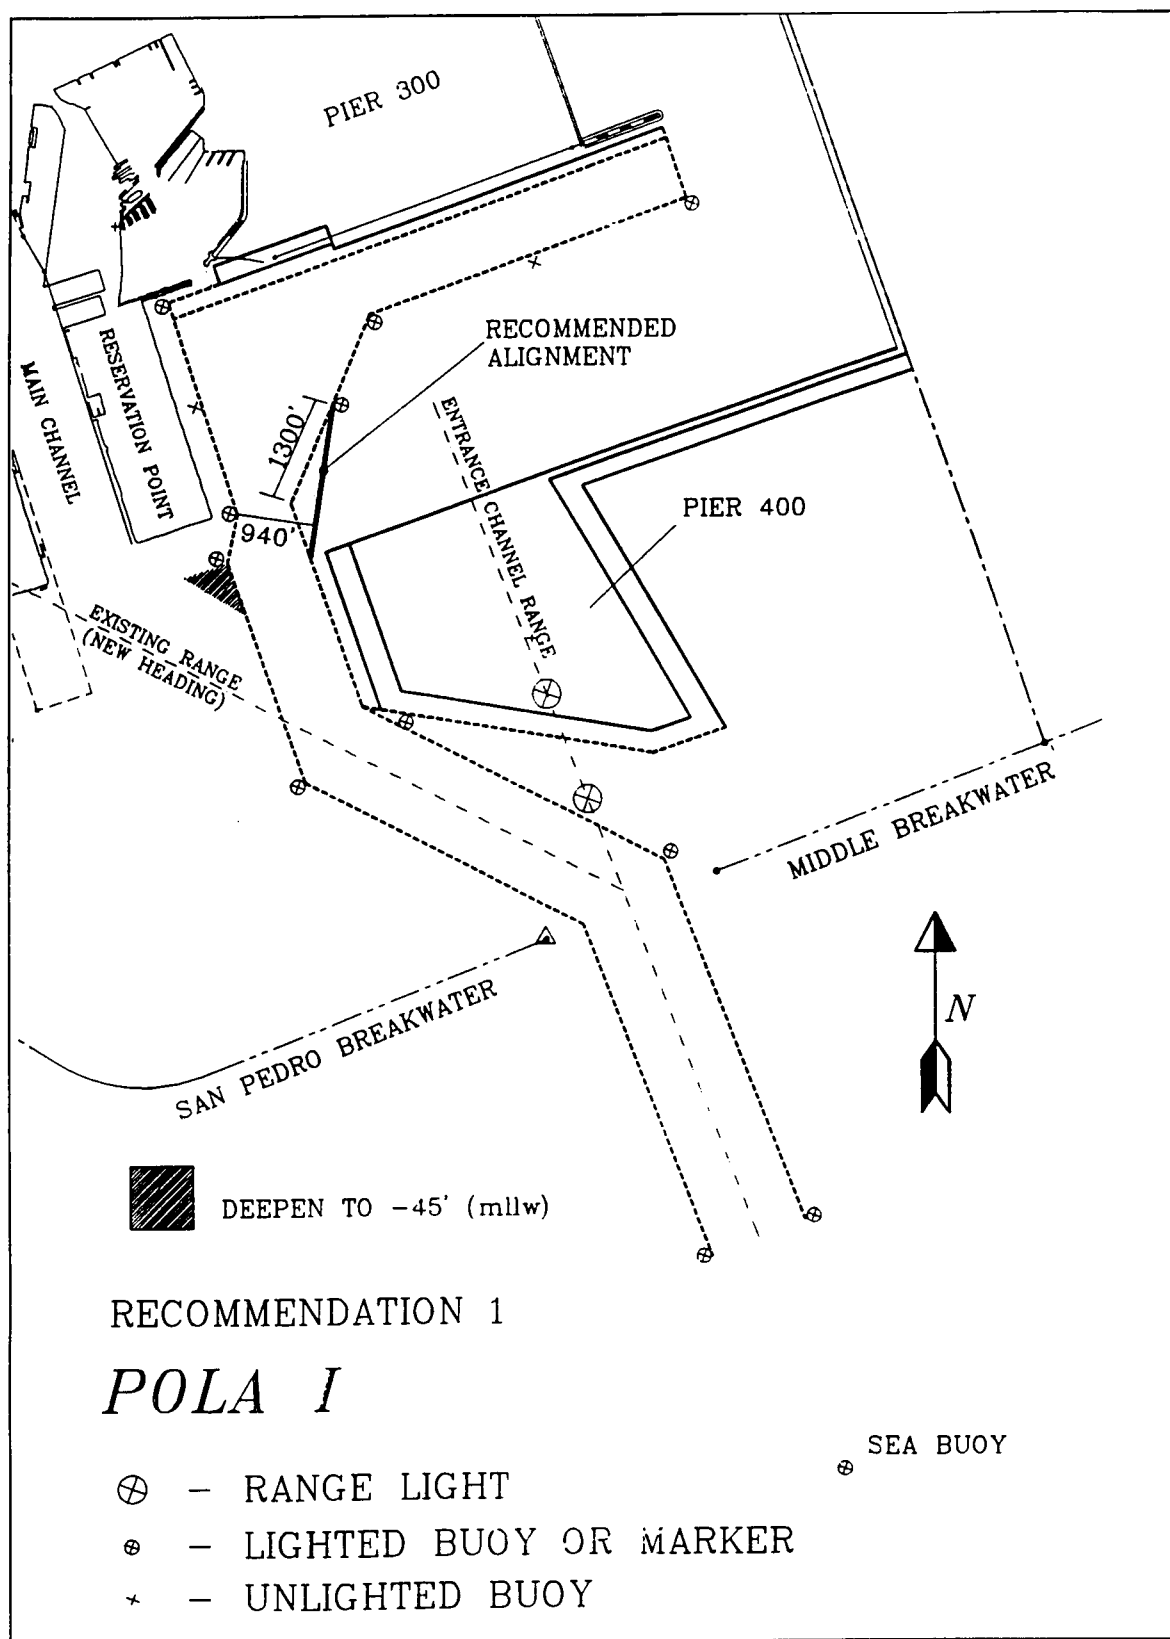 PIER 300
RECOMMENDED
ALIGNMENT
RESERVATION POINT
MAIN CHANNEL
1300'
940'
ENTRANCE CHANNEL RANGE
PIER 400
EXISTING RANGE
(NEW HEADING)
MIDDLE BREAKWATER
SAN PEDRO BREAKWATER
N
DEEPEN TO -45' (mllw)
RECOMMENDATION 1
POLA I
SEA BUOY
– RANGE LIGHT
– LIGHTED BUOY OR MARKER
– UNLIGHTED BUOY